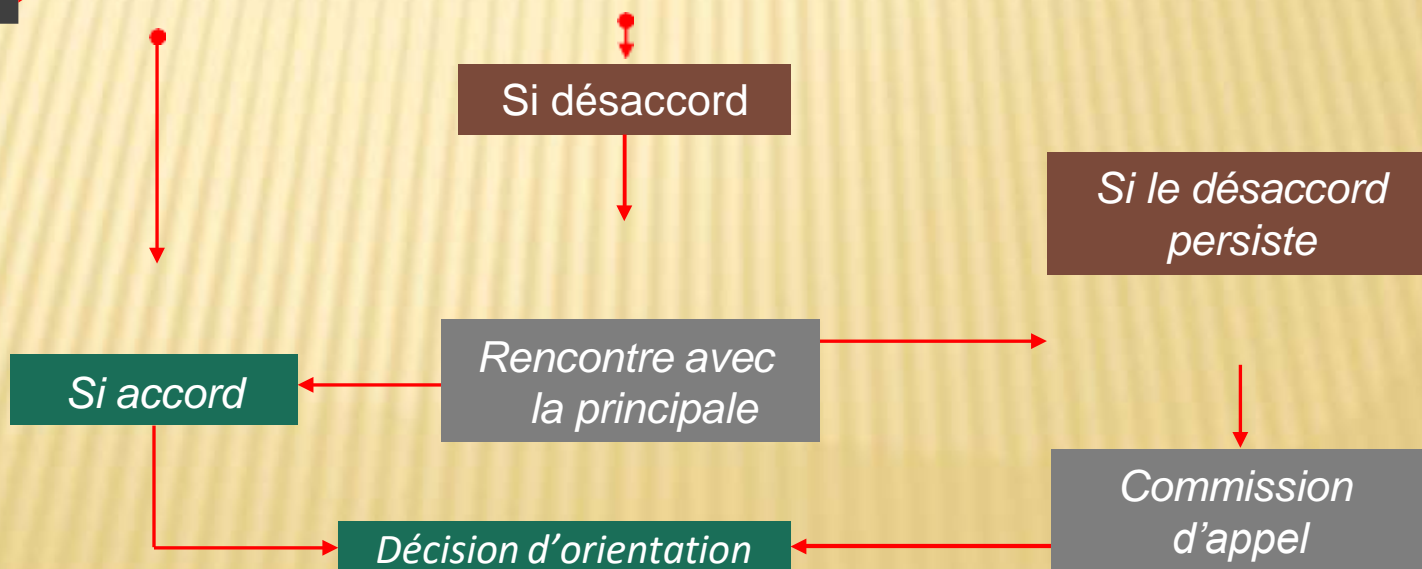 Si désaccord
Si le désaccord
persiste
Rencontre avec
la principale
Si accord
Commission
d’appel
Décision d’orientation